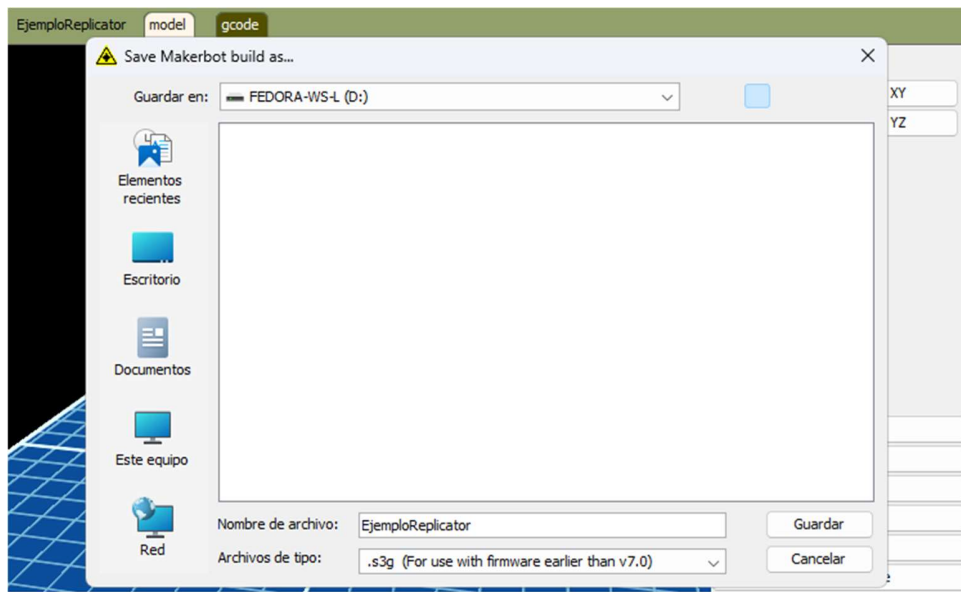 EjemploReplicator model gcode
Save Makerbot build as...
Guardar en: FEDORA-WS-L (D:)
XY
YZ
Elementos
recientes
Escritorio
Documentos
Este equipo
Red
Nombre de archivo: EjemploReplicator Guardar
Archivos de tipo: .s3g (For use with firmware earlier than v7.0) Cancelar